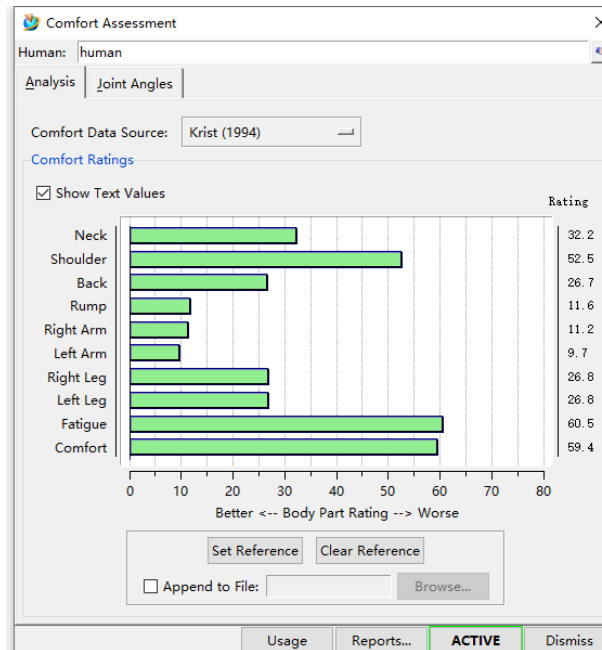 Comfort Assessment
Human: human
Analysis Joint Angles
Comfort Data Source: Krist (1994)
Comfort Ratings
Show Text Values
Rating
Neck 32.2
Shoulder 52.5
Back 26.7
Rump 11.6
Right Arm 11.2
Left Arm 9.7
Right Leg 26.8
Left Leg 26.8
Fatigue 60.5
Comfort 59.4
0 10 20 30 40 50 60 70 80
Better <-- Body Part Rating --> Worse
Set Reference Clear Reference
Append to File: Browse...
Usage Reports... ACTIVE Dismiss